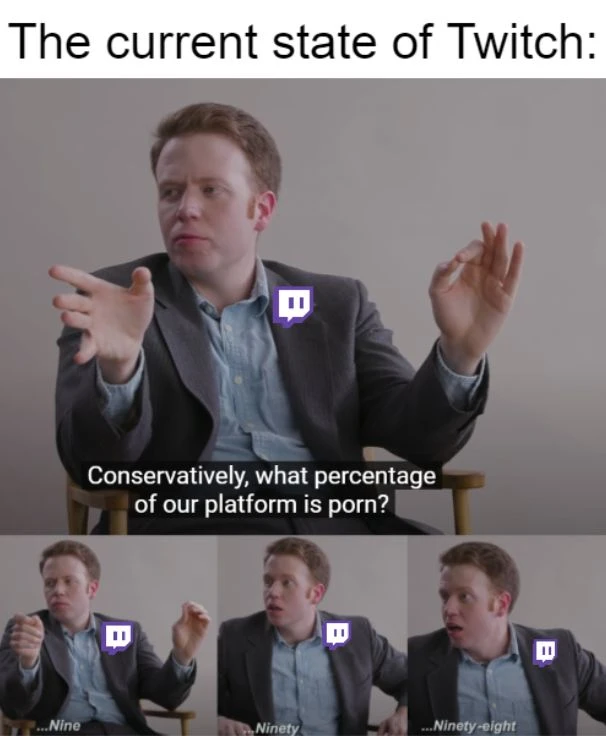 The current state of Twitch:
Conservatively, what percentage
of our platform is porn?
...Nine
...Ninety
...Ninety-eight